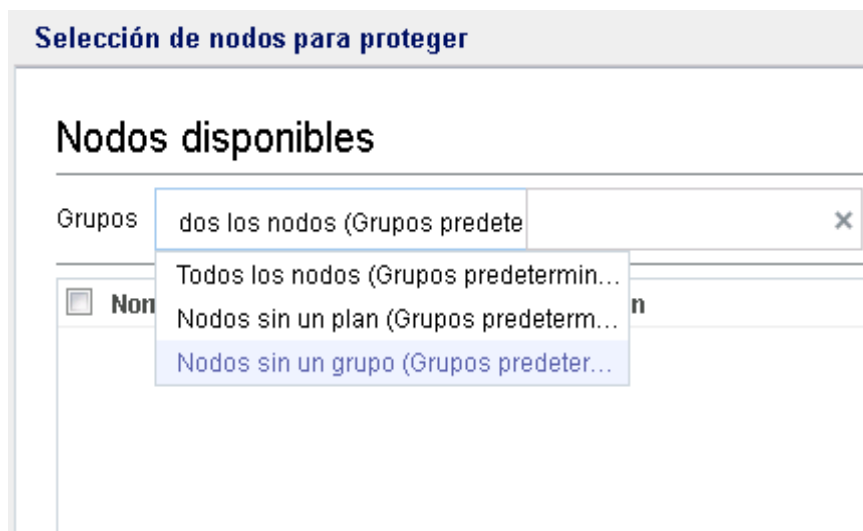 Selección de nodos para proteger
Nodos disponibles
Grupos dos los nodos (Grupos predete
Todos los nodos (Grupos predetermin...
Nodos sin un plan (Grupos predeterm...
Nodos sin un grupo (Grupos predeter...